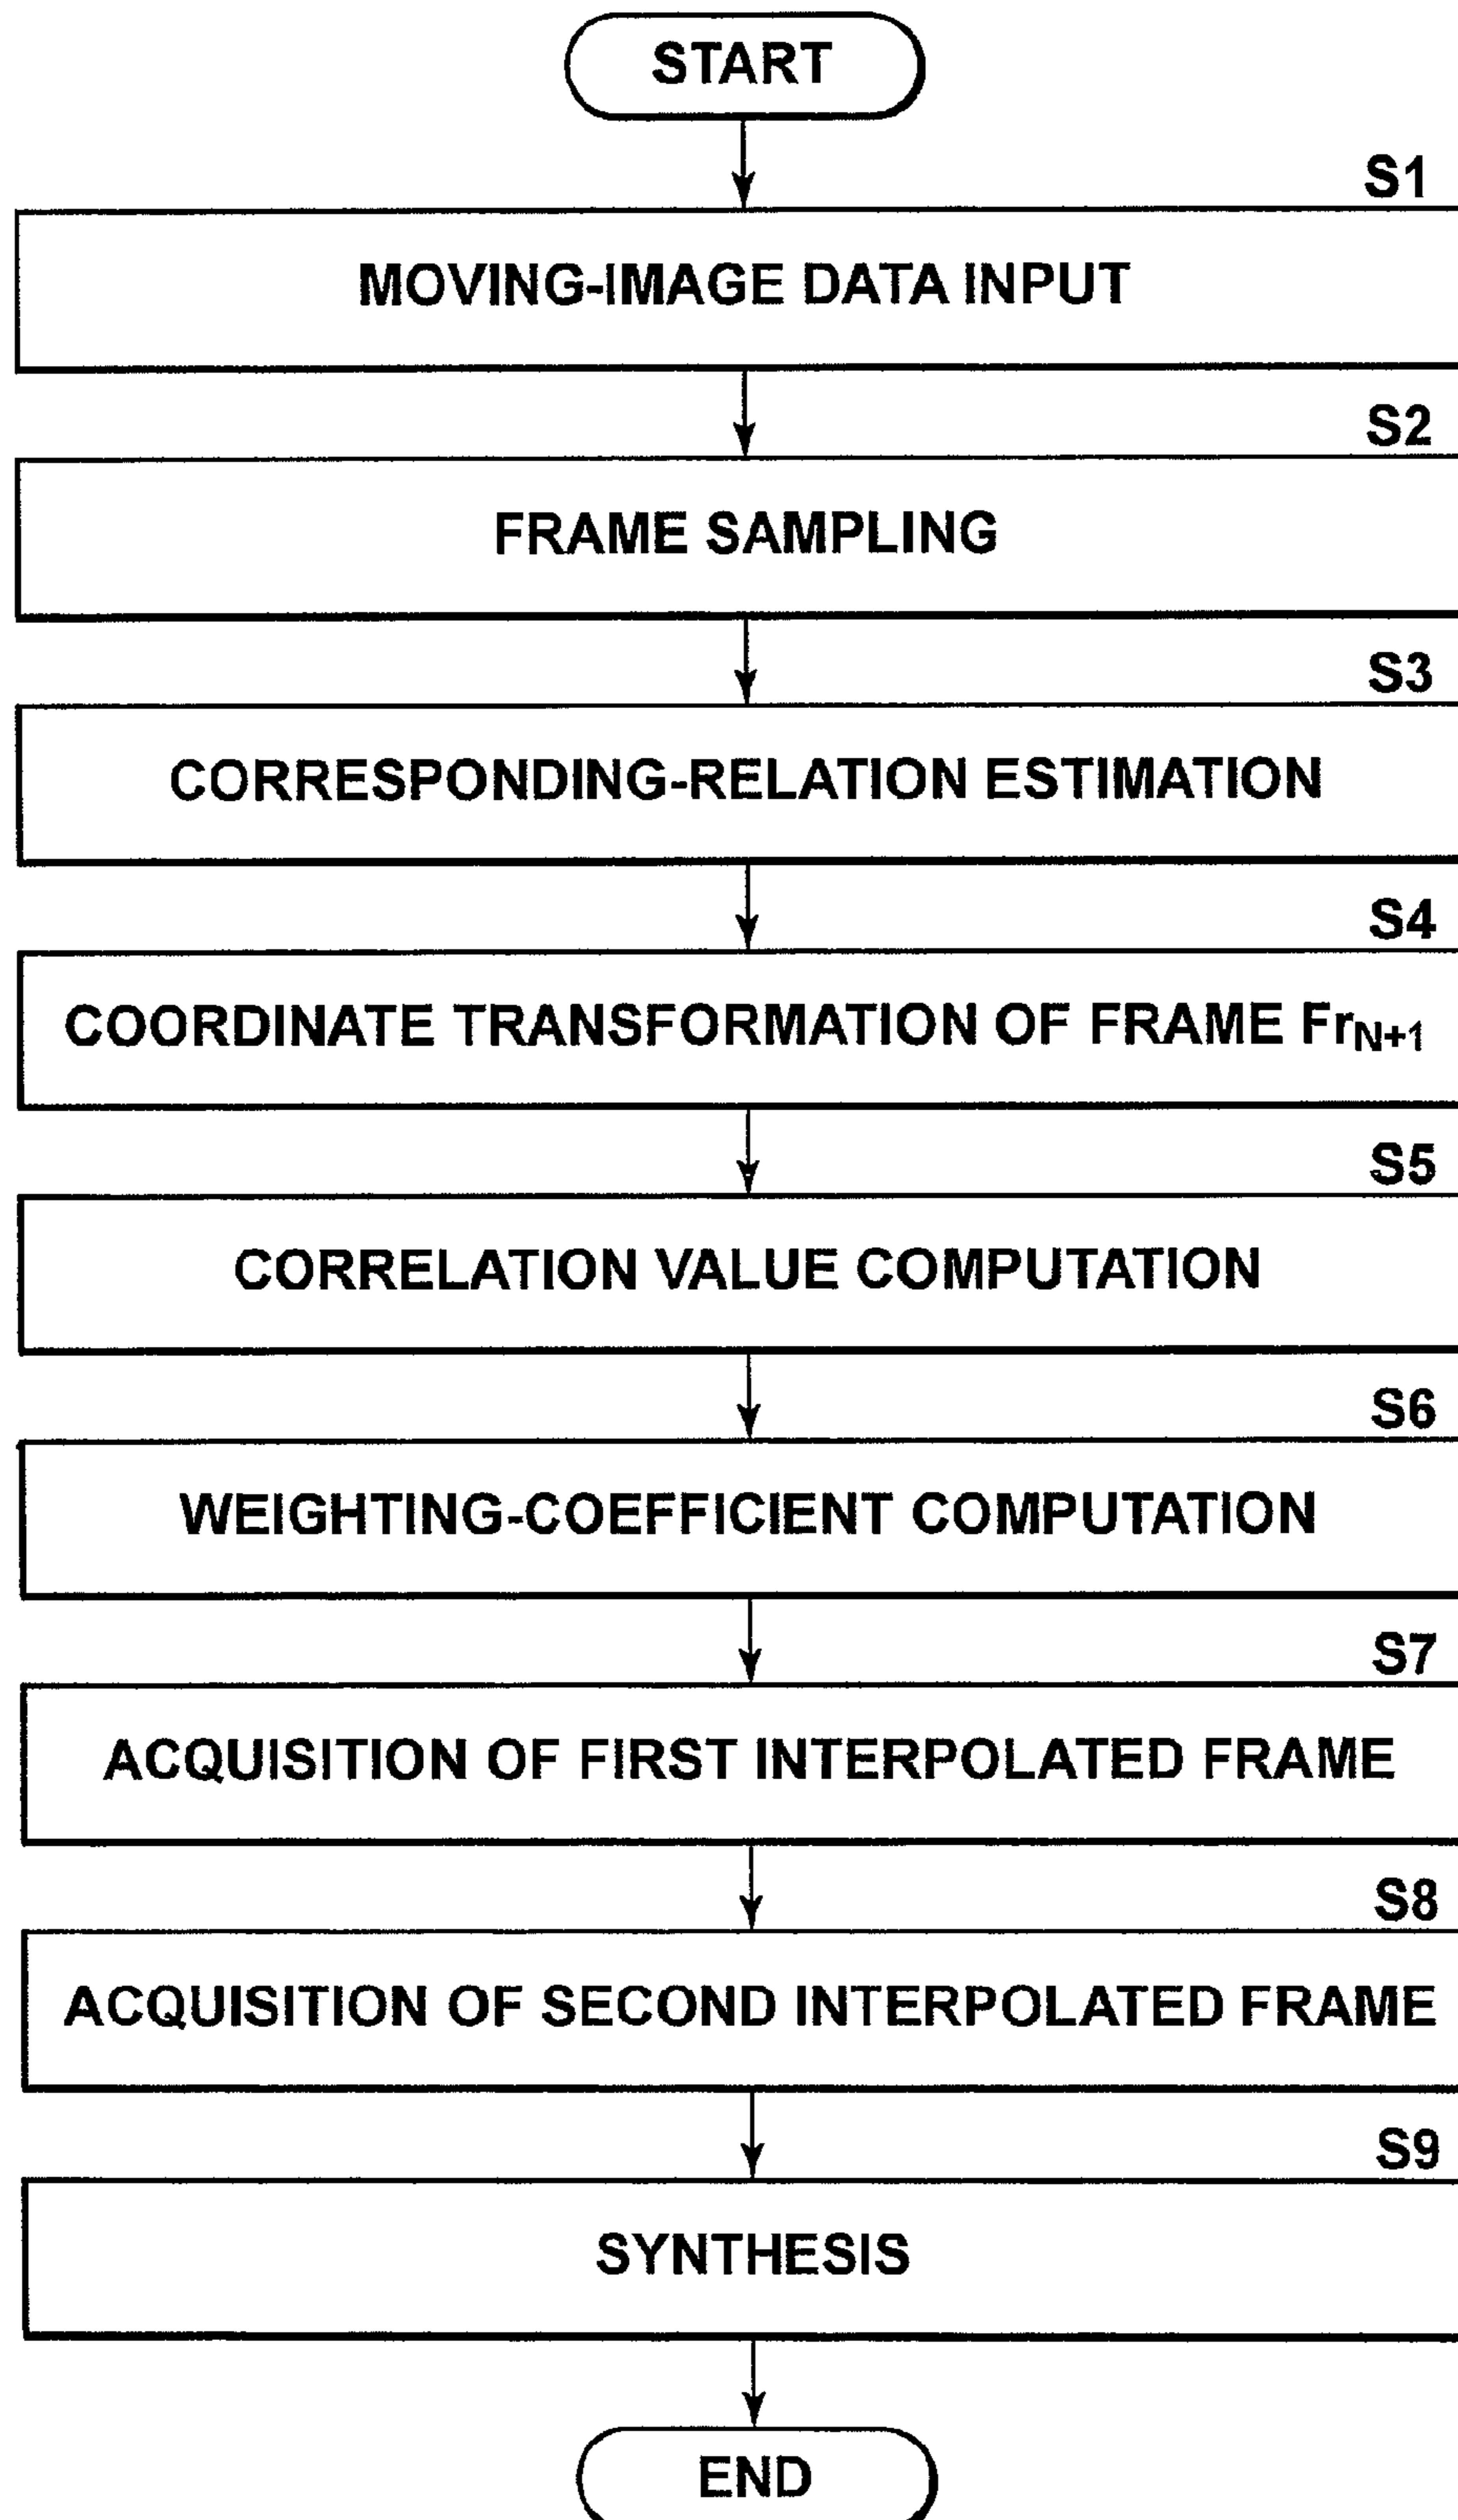 START
S1
MOVING-IMAGE DATA INPUT
S2
FRAME SAMPLING
S3
CORRESPONDING-RELATION ESTIMATION
S4
COORDINATE TRANSFORMATION OF FRAME Fr_{N+1}
S5
CORRELATION VALUE COMPUTATION
S6
WEIGHTING-COEFFICIENT COMPUTATION
S7
ACQUISITION OF FIRST INTERPOLATED FRAME
S8
ACQUISITION OF SECOND INTERPOLATED FRAME
S9
SYNTHESIS
END